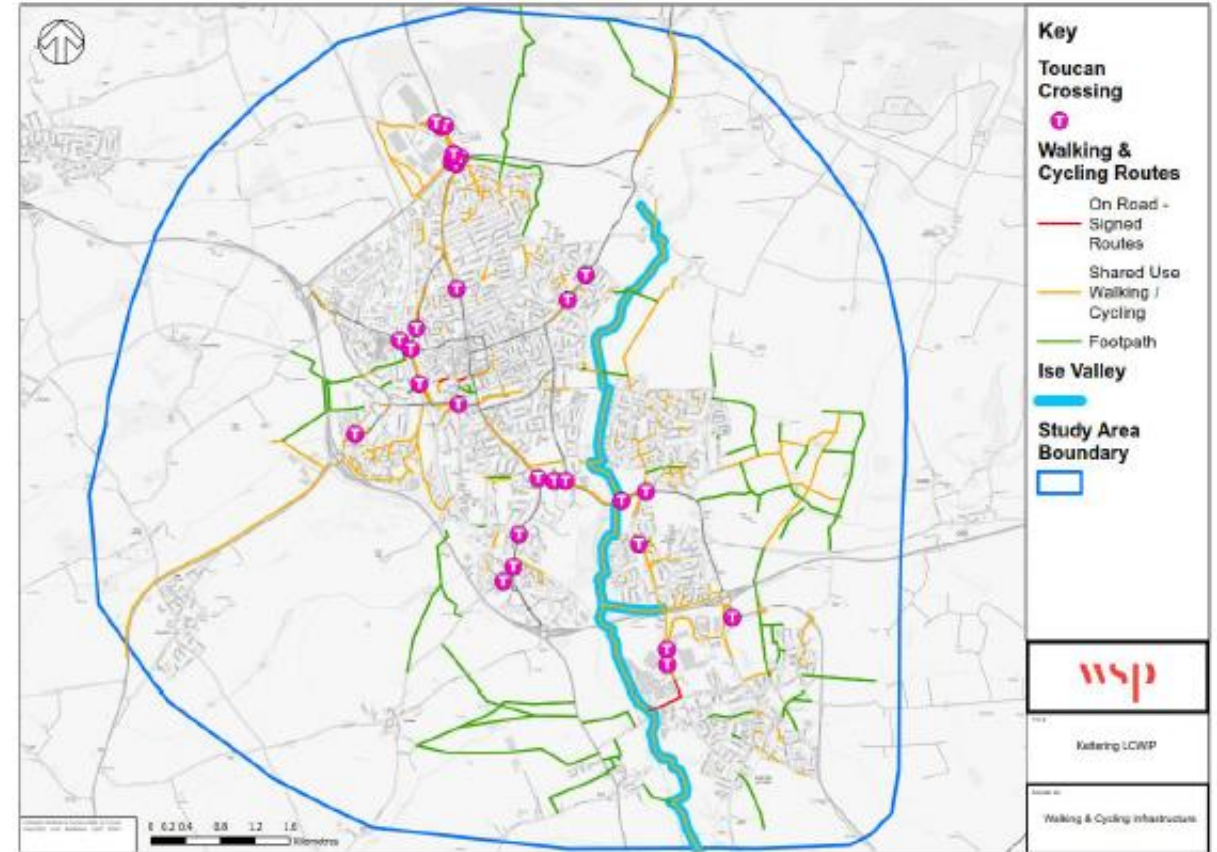 Key
Toucan
Crossing
T
Walking &
Cycling Routes
On Road -
Signed
Routes
Shared Use
Walking /
Cycling
Footpath
Ise Valley
Study Area
Boundary
wsp
Kettering LCWIP
Walking & Cycling Infrastructure
0 0.2 0.4 0.8 1.2 1.6
Kilometres